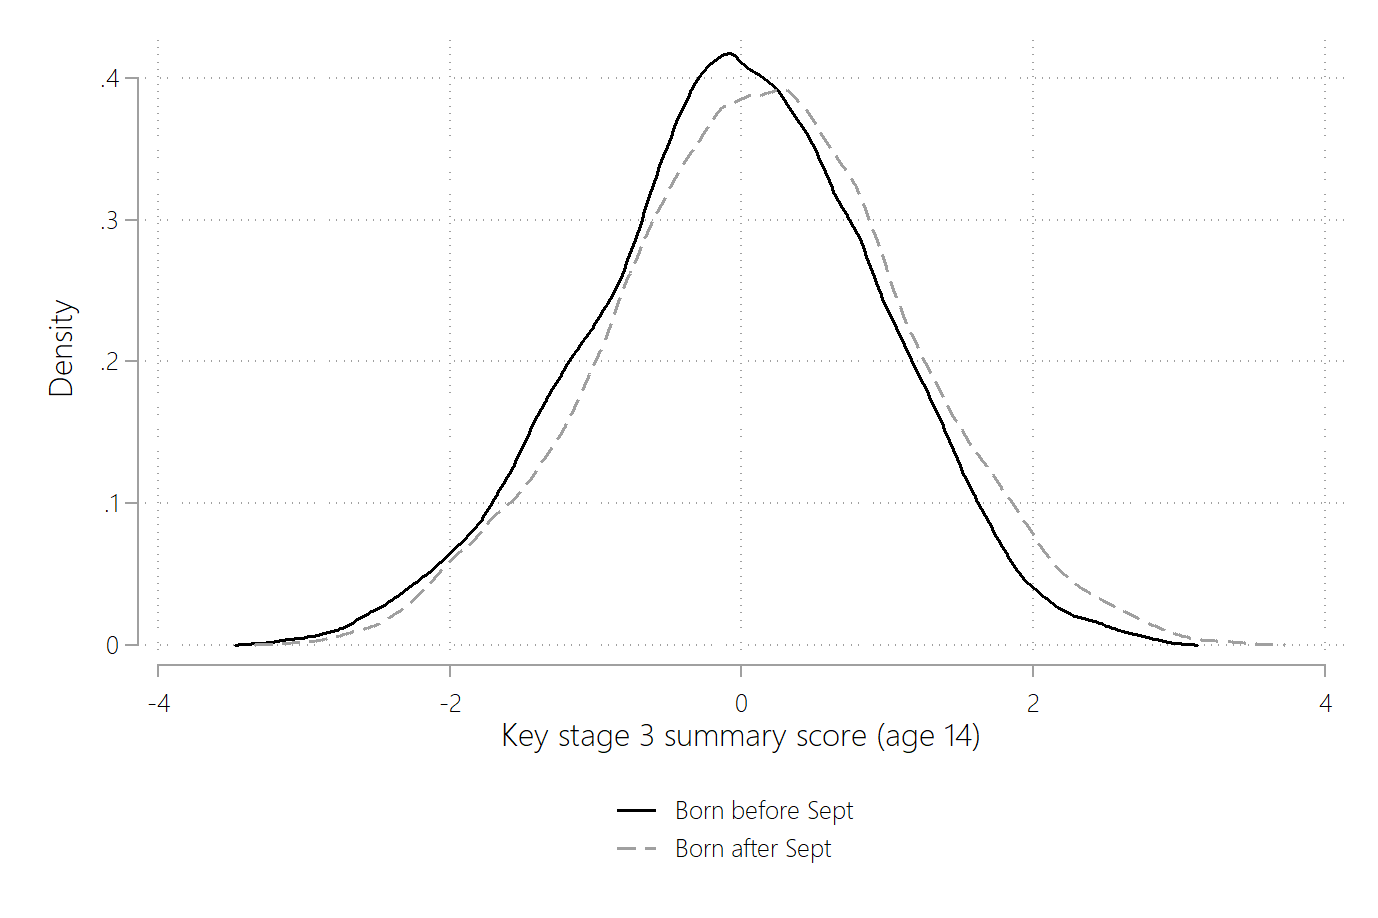 Density
.4
.3
.2
.1
0
-4 -2 0 2 4
Key stage 3 summary score (age 14)
Born before Sept
Born after Sept